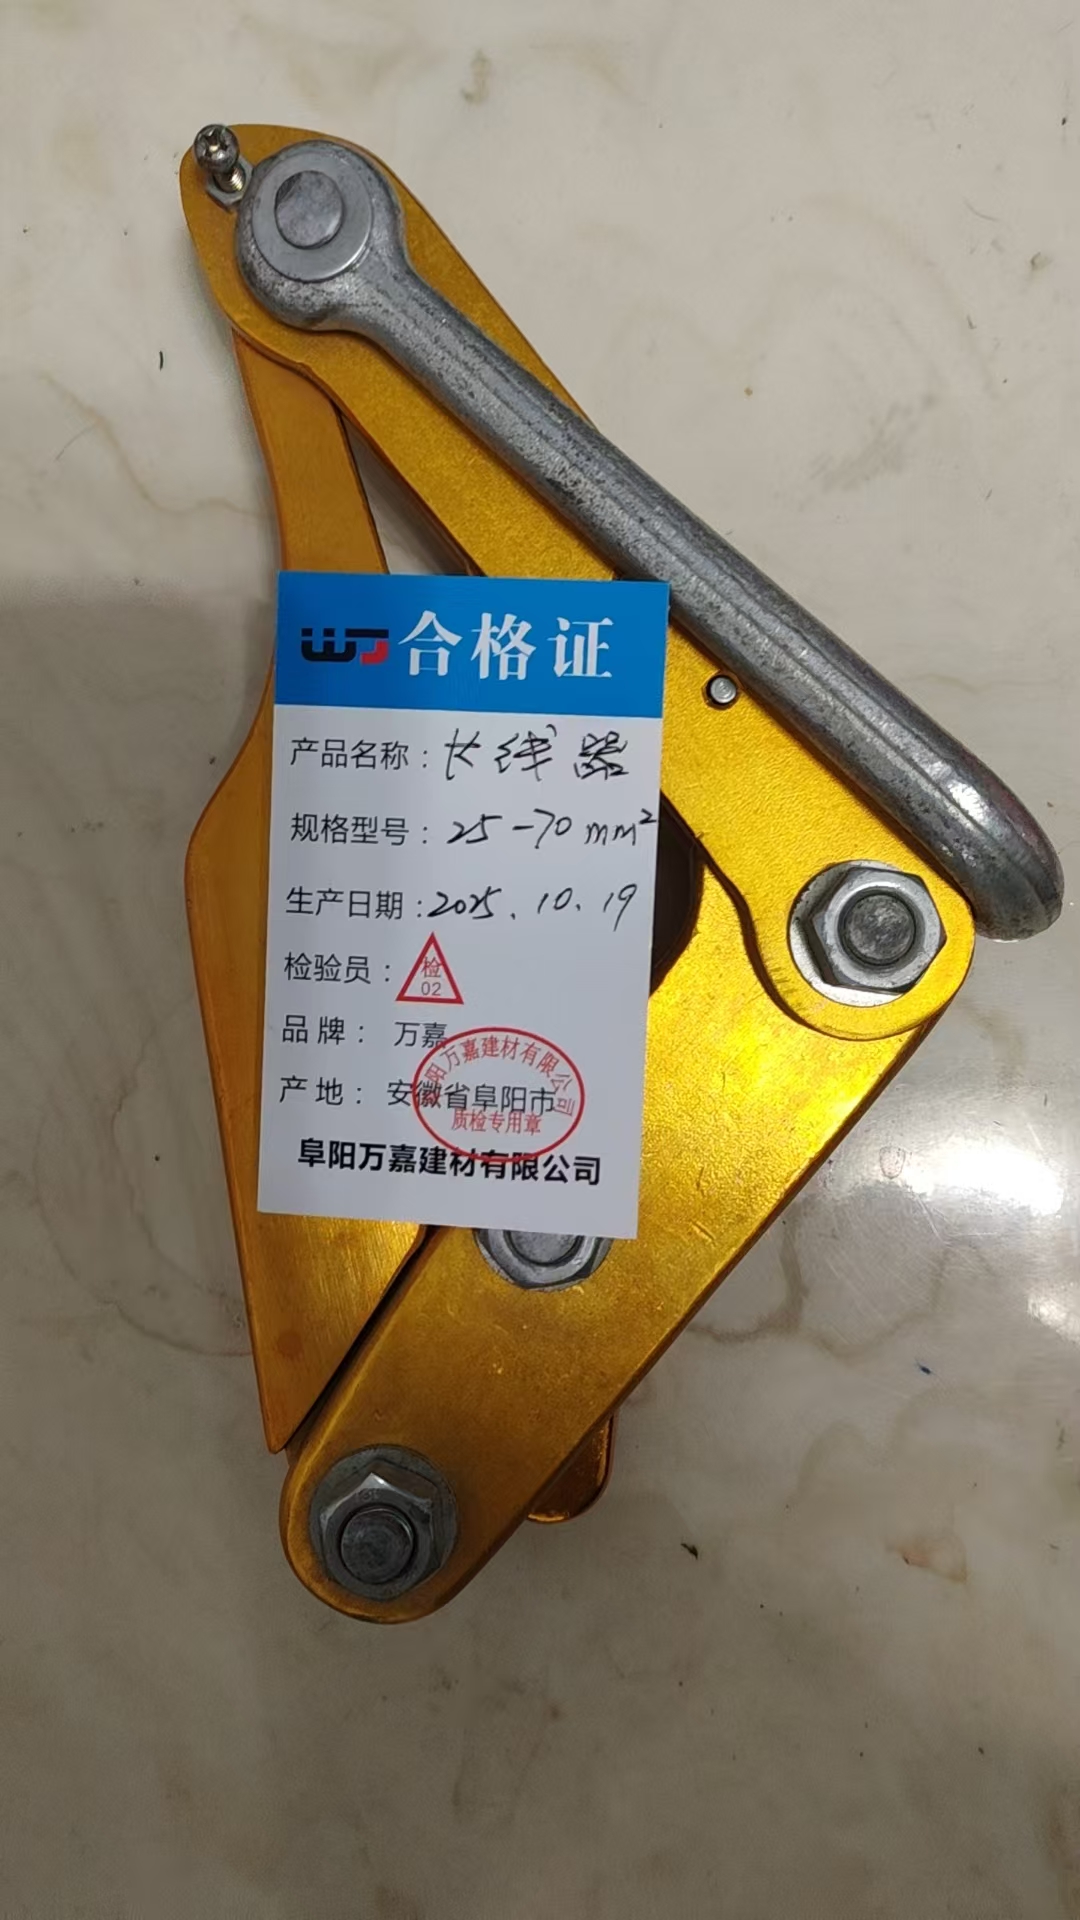 WJ 合格证
产品名称：长线器
规格型号：25-70mm²
生产日期：2025.10.19
检验员：检02
品牌：万嘉
产地：安徽省阜阳市
阜阳万嘉建材有限公司
质检专用章
阜阳万嘉建材有限公司